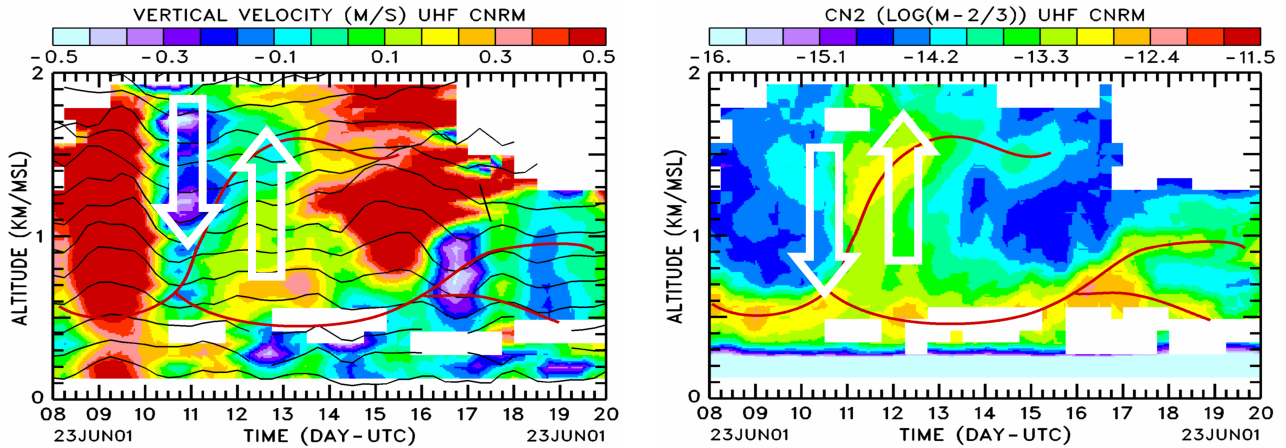 VERTICAL VELOCITY (M/S) UHF CNRM
-0.5 -0.3 -0.1 0.1 0.3 0.5
2
1
0
ALTITUDE (KM/MSL)
08 09 10 11 12 13 14 15 16 17 18 19 20
23JUN01 TIME (DAY-UTC) 23JUN01
CN2 (LOG(M-2/3)) UHF CNRM
-16. -15.1 -14.2 -13.3 -12.4 -11.5
2
1
0
ALTITUDE (KM/MSL)
08 09 10 11 12 13 14 15 16 17 18 19 20
23JUN01 TIME (DAY-UTC) 23JUN01